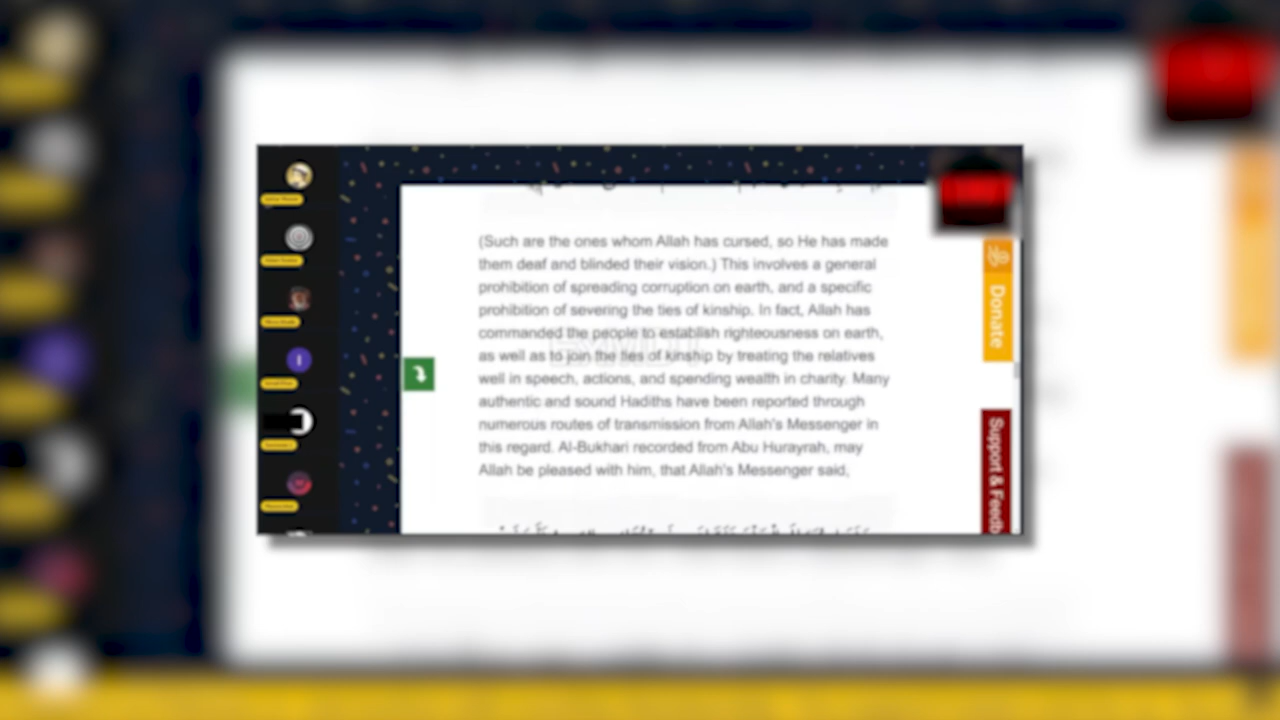 (Such are the ones whom Allah has cursed, so He has made
them deaf and blinded their vision.) This involves a general
prohibition of spreading corruption on earth, and a specific
prohibition of severing the ties of kinship. In fact, Allah has
commanded the people to establish righteousness on earth,
as well as to join the ties of kinship by treating the relatives
well in speech, actions, and spending wealth in charity. Many
authentic and sound Hadiths have been reported through
numerous routes of transmission from Allah's Messenger in
this regard. Al-Bukhari recorded from Abu Hurayrah, may
Allah be pleased with him, that Allah's Messenger said,
Donate
Support & Feedb